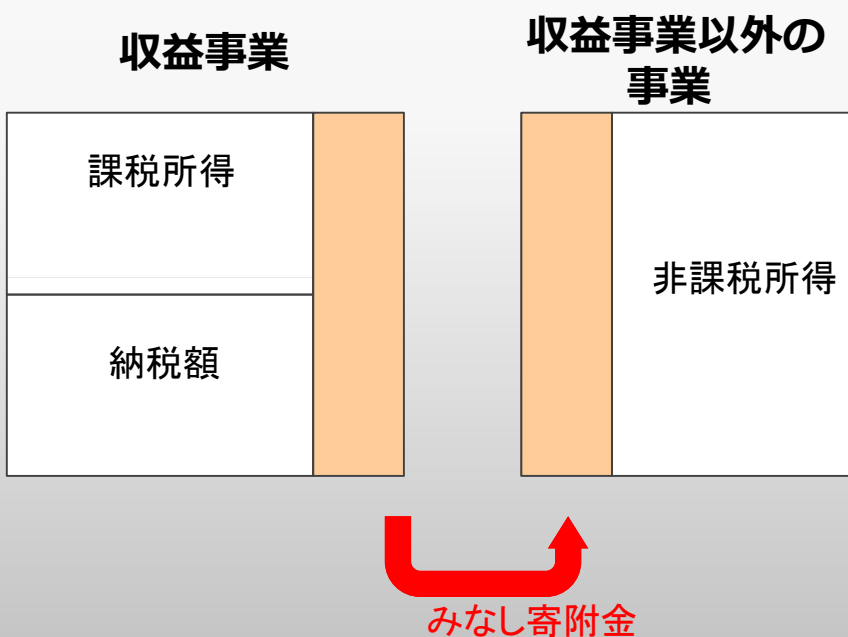 収益事業
収益事業以外の
事業
課税所得
納税額
非課税所得
みなし寄附金